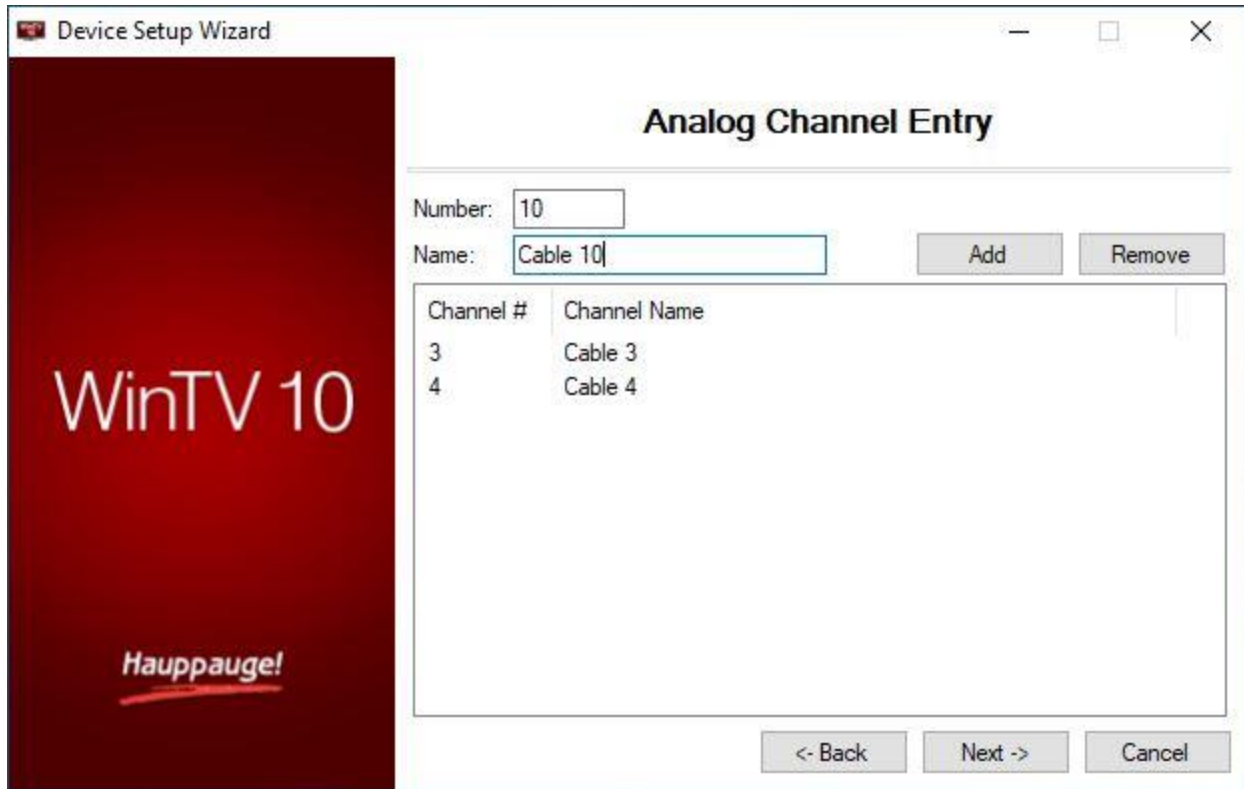 Device Setup Wizard
WinTV 10
Hauppauge!
Analog Channel Entry
Number: 10
Name: Cable 10 Add Remove
Channel # Channel Name
3 Cable 3
4 Cable 4
<- Back Next -> Cancel